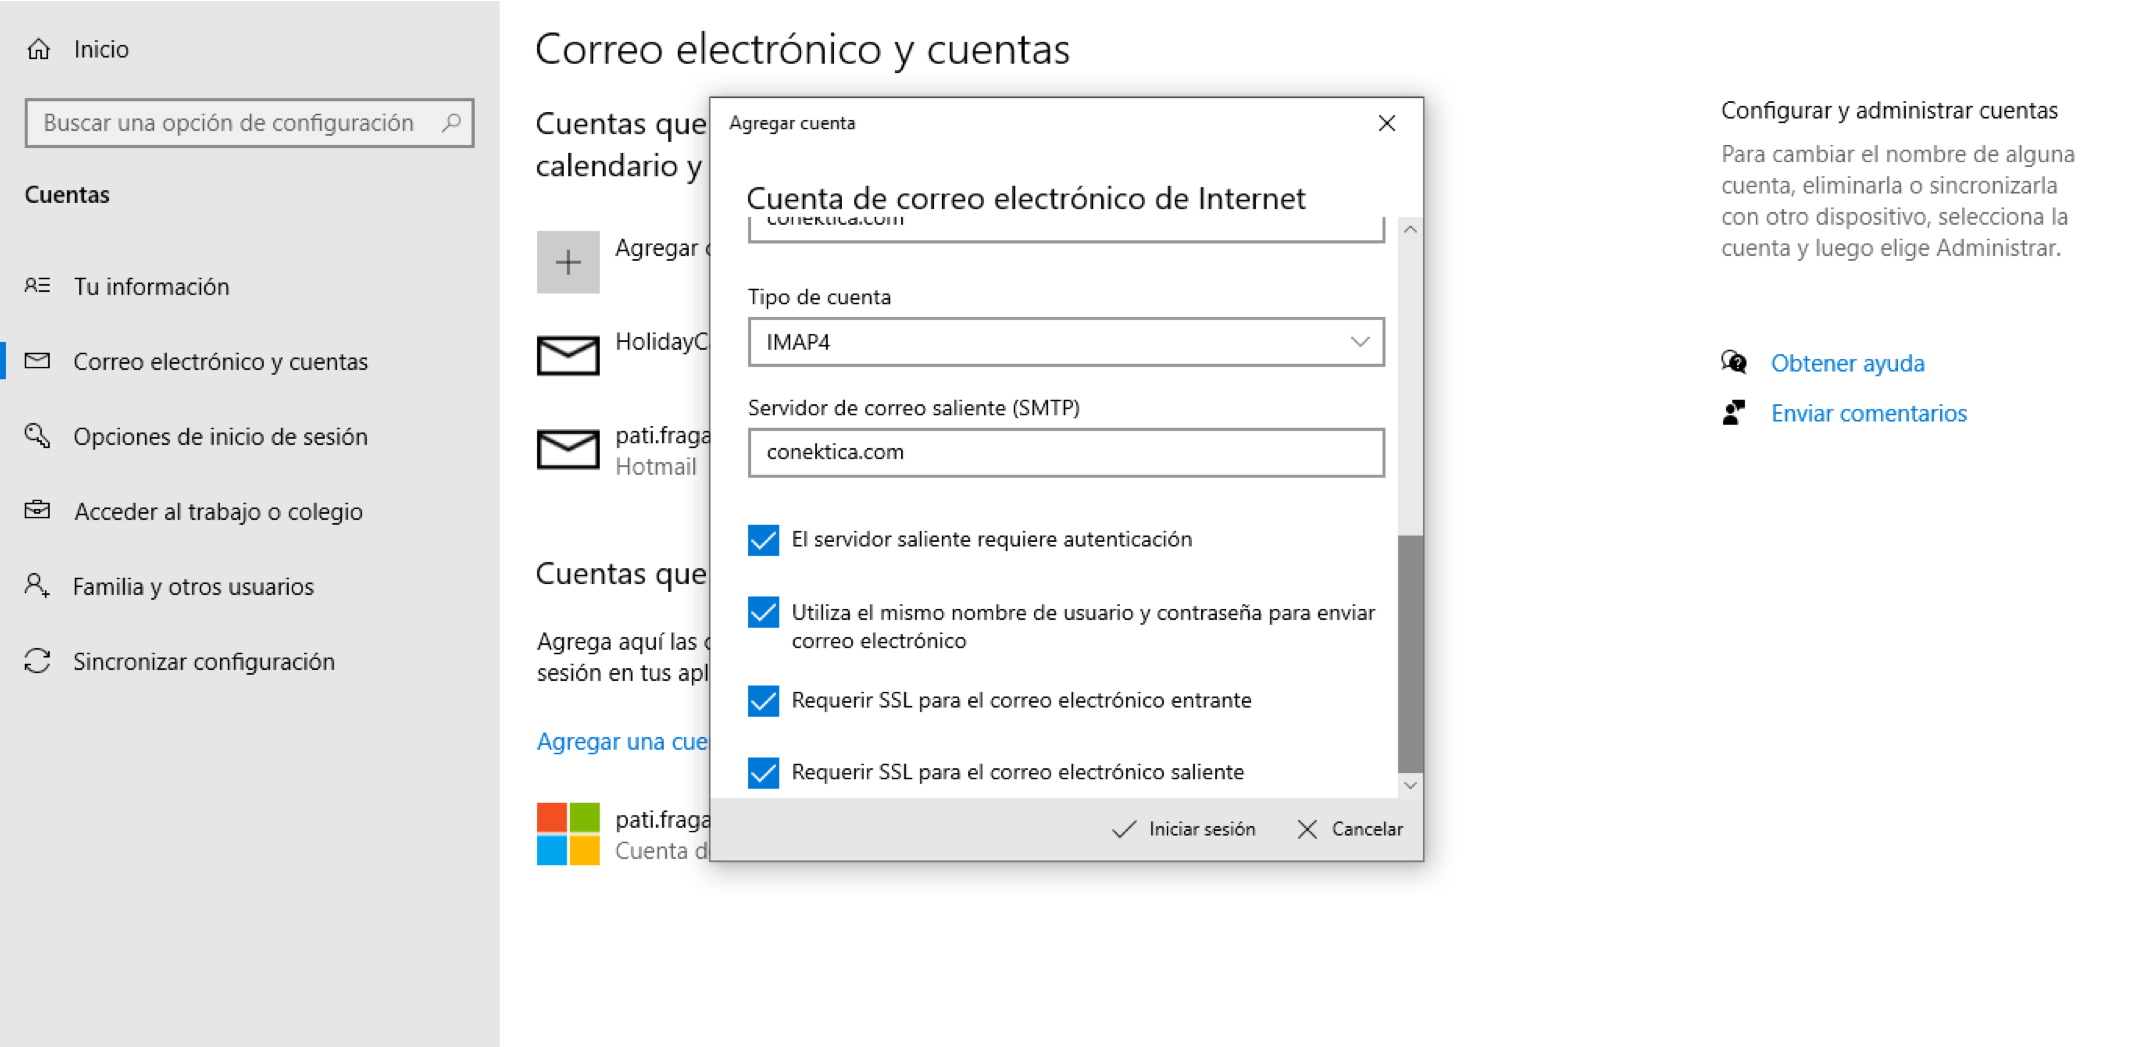 Inicio
Buscar una opción de configuración
Cuentas
Tu información
Correo electrónico y cuentas
Opciones de inicio de sesión
Acceder al trabajo o colegio
Familia y otros usuarios
Sincronizar configuración
Correo electrónico y cuentas
Cuentas que
calendario y
Agregar
HolidayC
pati.fraga
Hotmail
Cuentas que
Agrega aquí las
sesión en tus apl
Agregar una cue
pati.fraga
Cuenta d
Agregar cuenta
Cuenta de correo electrónico de Internet
conektica.com
Tipo de cuenta
IMAP4
Servidor de correo saliente (SMTP)
conektica.com
El servidor saliente requiere autenticación
Utiliza el mismo nombre de usuario y contraseña para enviar
correo electrónico
Requerir SSL para el correo electrónico entrante
Requerir SSL para el correo electrónico saliente
Iniciar sesión
Cancelar
Configurar y administrar cuentas
Para cambiar el nombre de alguna
cuenta, eliminarla o sincronizarla
con otro dispositivo, selecciona la
cuenta y luego elige Administrar.
Obtener ayuda
Enviar comentarios